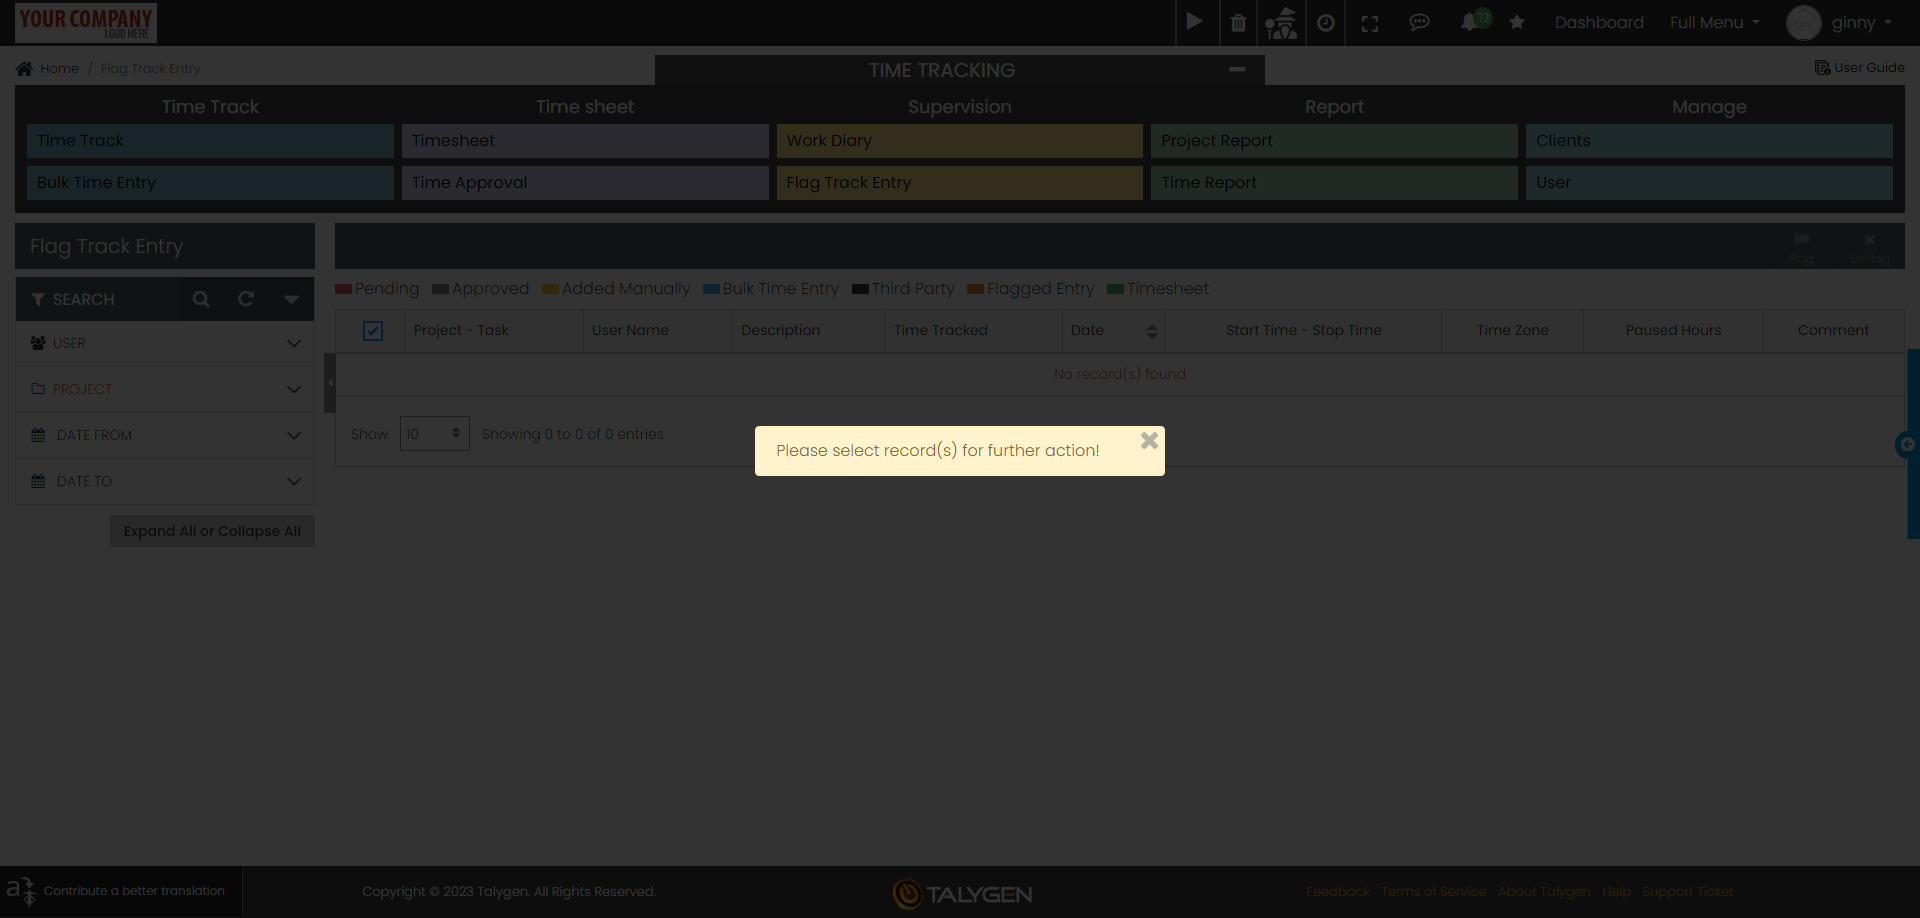 YOUR COMPANY
LOGO HERE
72
Dashboard
Full Menu
ginny
Home / Flag Track Entry
TIME TRACKING
User Guide
Time Track
Time sheet
Supervision
Report
Manage
Time Track
Timesheet
Work Diary
Project Report
Clients
Bulk Time Entry
Time Approval
Flag Track Entry
Time Report
User
Flag Track Entry
Flag
UnFlag
SEARCH
Pending
Approved
Added Manually
Bulk Time Entry
Third Party
Flagged Entry
Timesheet
Project - Task
User Name
Description
Time Tracked
Date
Start Time - Stop Time
Time Zone
Paused Hours
Comment
USER
No record(s) found
PROJECT
DATE FROM
Show 10 Showing 0 to 0 of 0 entries
Please select record(s) for further action!
DATE TO
Expand All or Collapse All
Contribute a better translation
Copyright © 2023 Talygen. All Rights Reserved.
TALYGEN
Feedback
Terms of Service
About Talygen
Help
Support Ticket